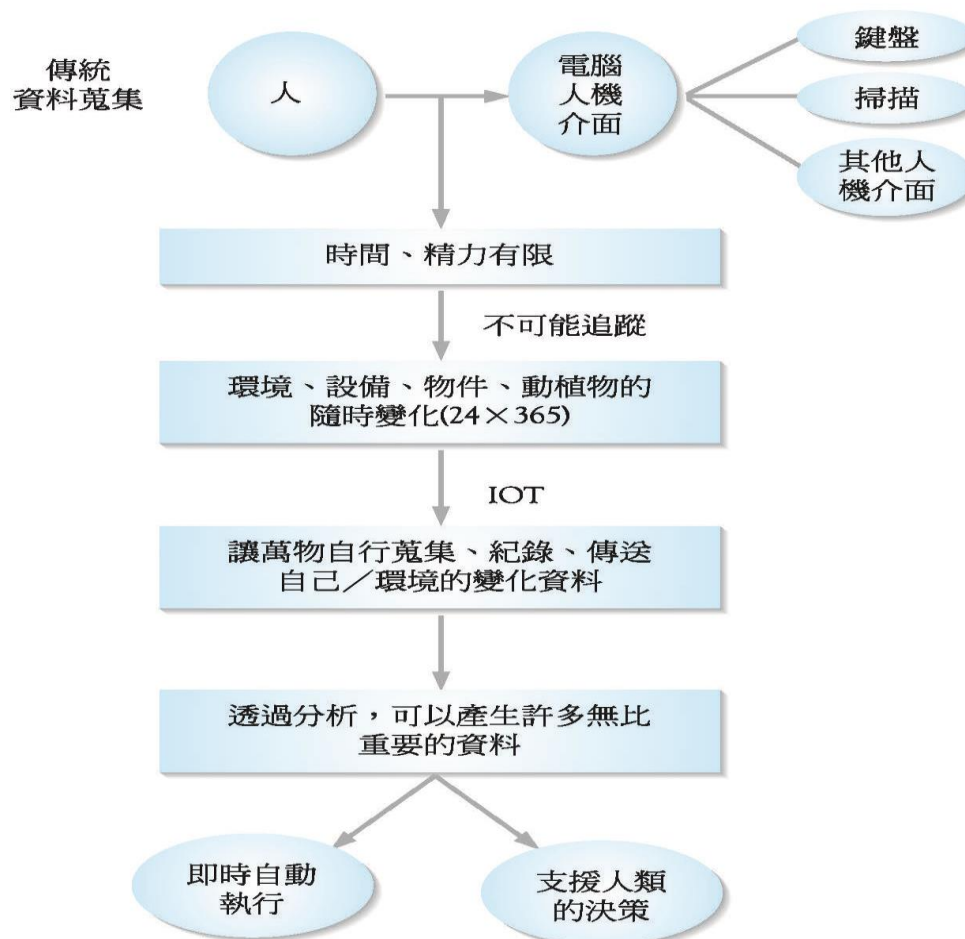 傳統
資料蒐集
人
電腦
人機
介面
鍵盤
掃描
其他人
機介面
時間、精力有限
不可能追蹤
環境、設備、物件、動植物的
隨時變化(24×365)
IOT
讓萬物自行蒐集、紀錄、傳送
自己／環境的變化資料
透過分析，可以產生許多無比
重要的資料
即時自動
執行
支援人類
的決策